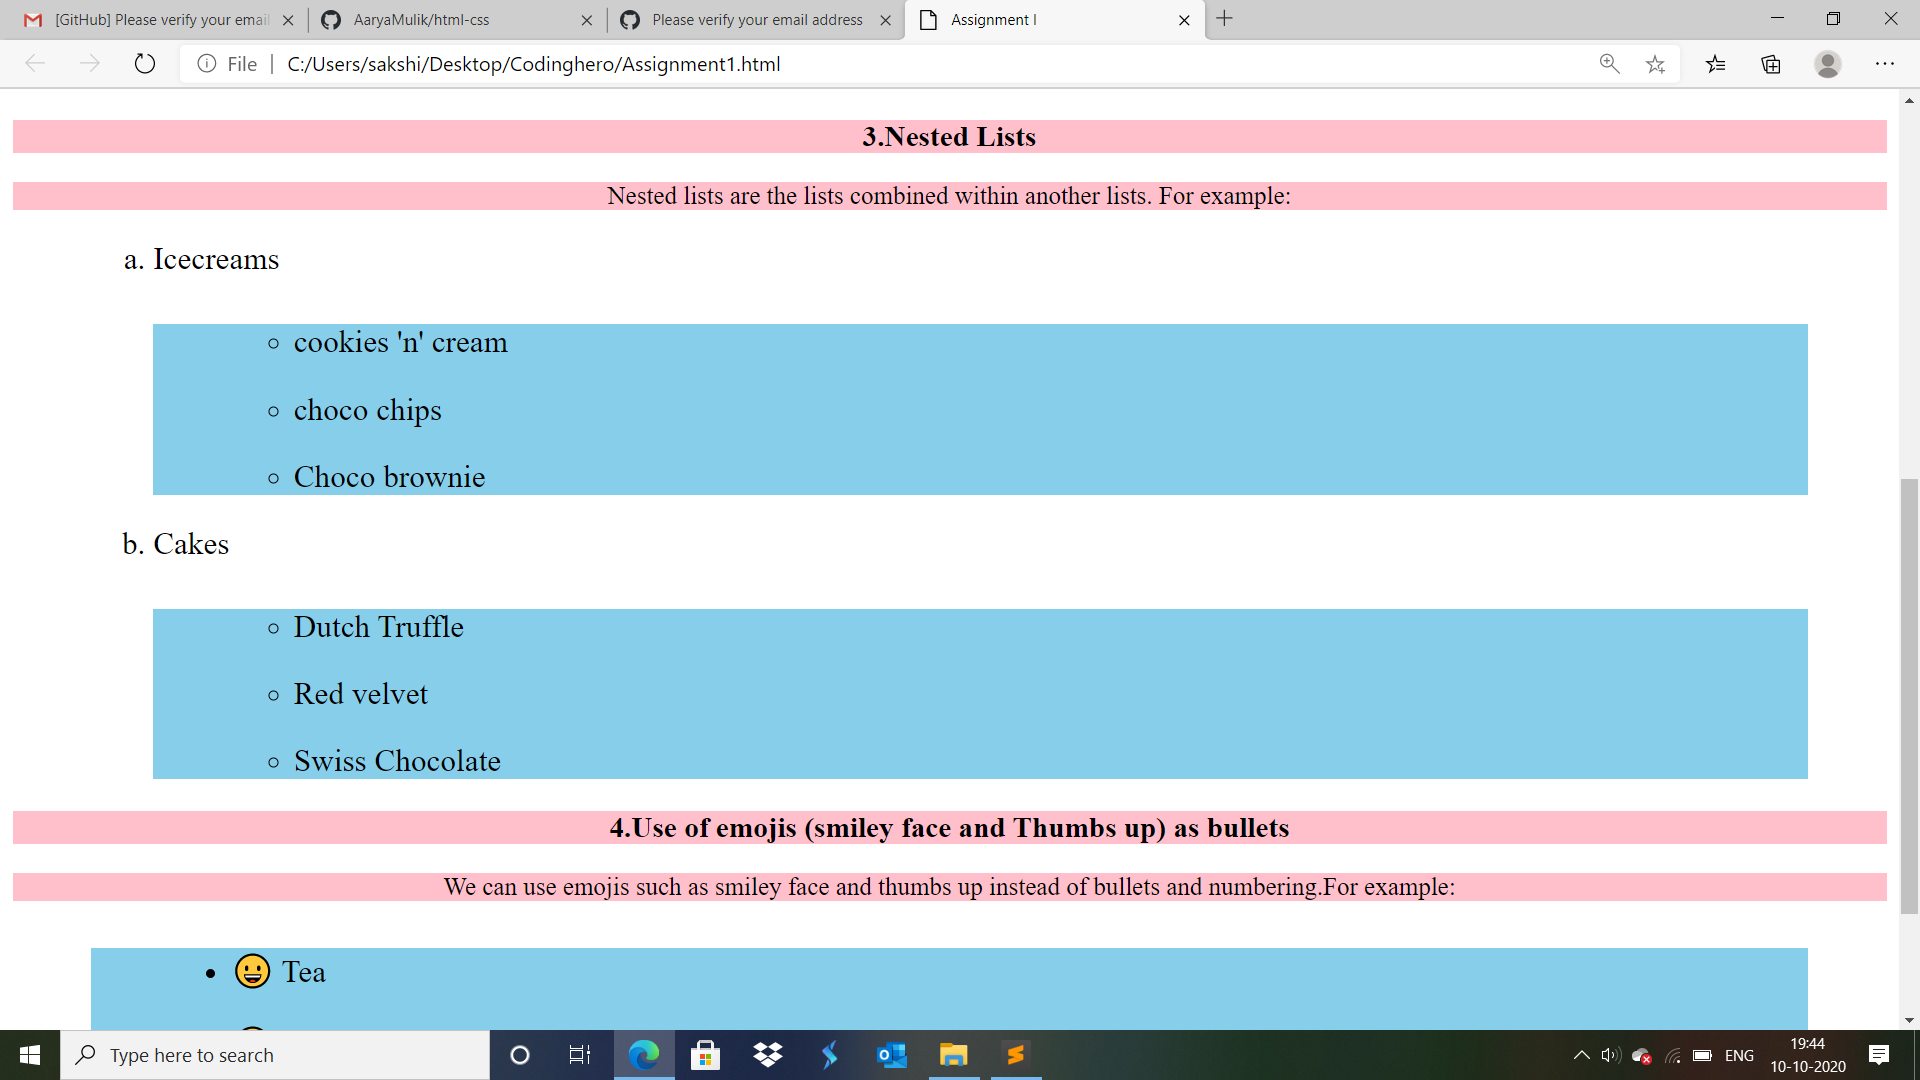 [GitHub] Please verify your email
AaryaMulik/html-css
Please verify your email address
Assignment I
File
C:/Users/sakshi/Desktop/Codinghero/Assignment1.html
3.Nested Lists
Nested lists are the lists combined within another lists. For example:
a. Icecreams
cookies 'n' cream
choco chips
Choco brownie
b. Cakes
Dutch Truffle
Red velvet
Swiss Chocolate
4.Use of emojis (smiley face and Thumbs up) as bullets
We can use emojis such as smiley face and thumbs up instead of bullets and numbering.For example:
😀 Tea
Type here to search
ENG
19:44
10-10-2020